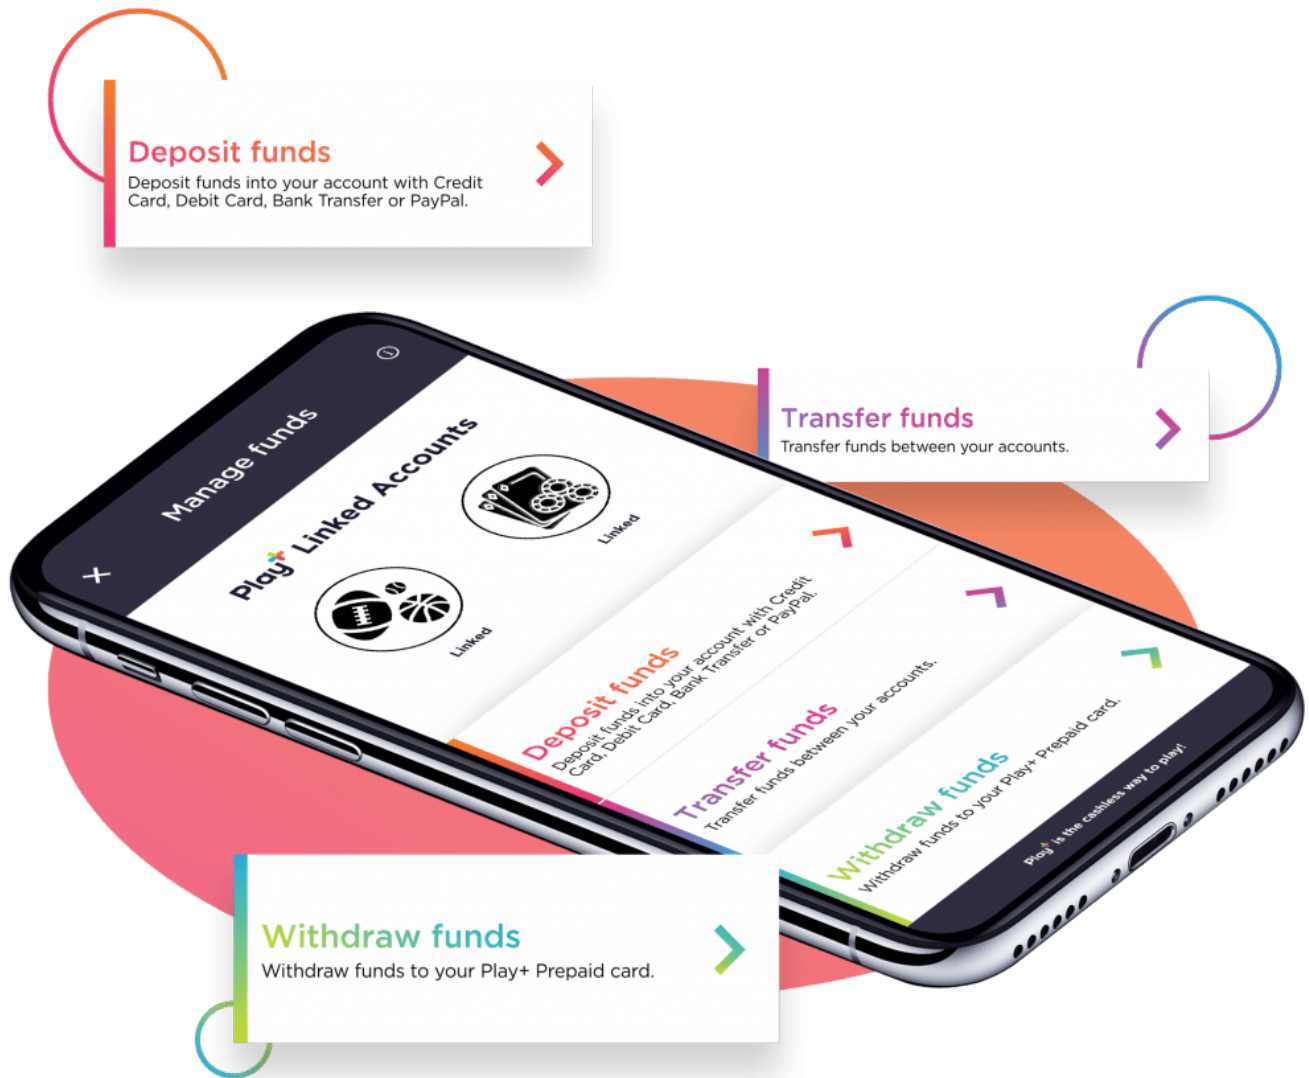 Deposit funds
Deposit funds into your account with Credit
Card, Debit Card, Bank Transfer or PayPal.
Transfer funds
Transfer funds between your accounts.
Manage funds
Play+ Linked Accounts
Linked
Linked
Deposit funds
Deposit funds into your account with Credit
Card, Debit Card, Bank Transfer or PayPal.
Transfer funds
Transfer funds between your accounts.
Withdraw funds
Withdraw funds to your Play+ Prepaid card.
Play+ is the cashless way to play!
Withdraw funds
Withdraw funds to your Play+ Prepaid card.